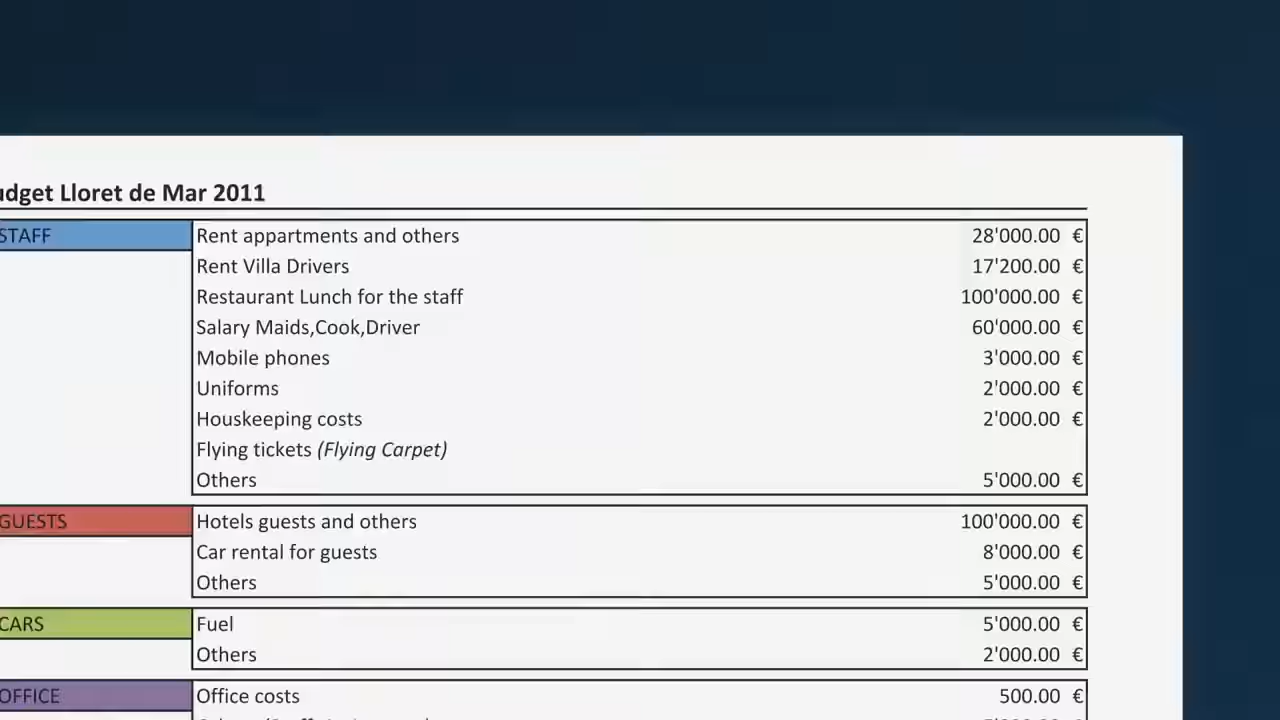 udget Lloret de Mar 2011
STAFF Rent appartments and others 28'000.00 €
Rent Villa Drivers 17'200.00 €
Restaurant Lunch for the staff 100'000.00 €
Salary Maids,Cook,Driver 60'000.00 €
Mobile phones 3'000.00 €
Uniforms 2'000.00 €
Houskeeping costs 2'000.00 €
Flying tickets (Flying Carpet)
Others 5'000.00 €
GUESTS Hotels guests and others 100'000.00 €
Car rental for guests 8'000.00 €
Others 5'000.00 €
CARS Fuel 5'000.00 €
Others 2'000.00 €
OFFICE Office costs 500.00 €